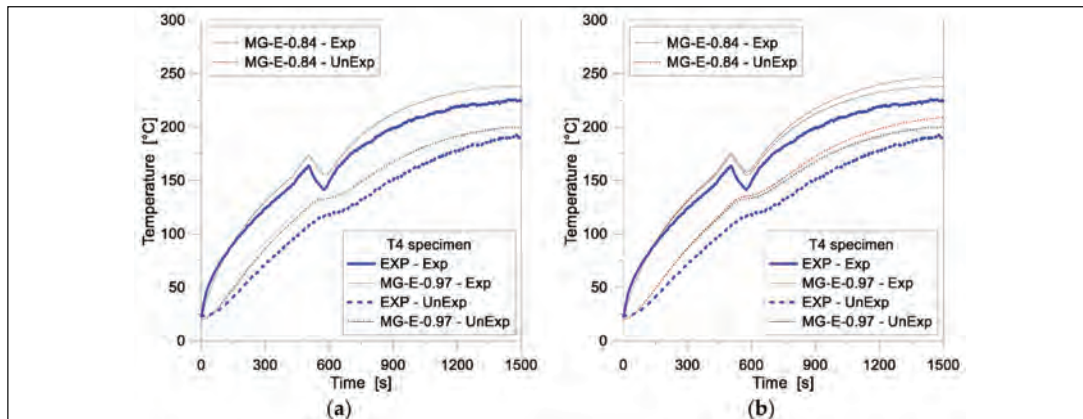 300
250
200
150
100
50
0
Temperature [°C]
MG-E-0.84 - Exp
MG-E-0.84 - UnExp
T4 specimen
EXP - Exp
MG-E-0.97 - Exp
EXP - UnExp
MG-E-0.97 - UnExp
0 300 600 900 1200 1500
Time [s]
(a)
300
250
200
150
100
50
0
Temperature [°C]
MG-E-0.84 - Exp
MG-E-0.84 - UnExp
T4 specimen
EXP - Exp
MG-E-0.97 - Exp
EXP - UnExp
MG-E-0.97 - UnExp
0 300 600 900 1200 1500
Time [s]
(b)